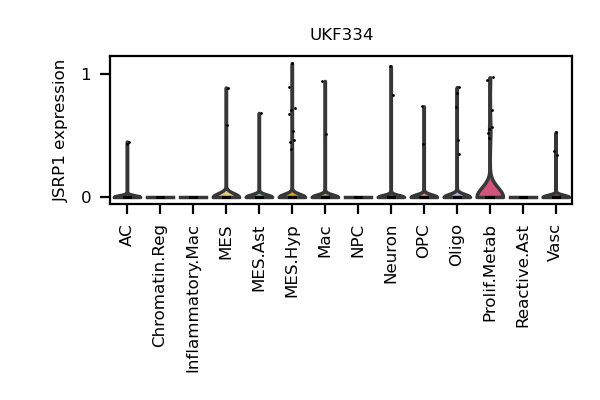 UKF334
JSRP1 expression
1
0
AC
Chromatin.Reg
Inflammatory.Mac
MES
MES.Ast
MES.Hyp
Mac
NPC
Neuron
OPC
Oligo
Prolif.Metab
Reactive.Ast
Vasc